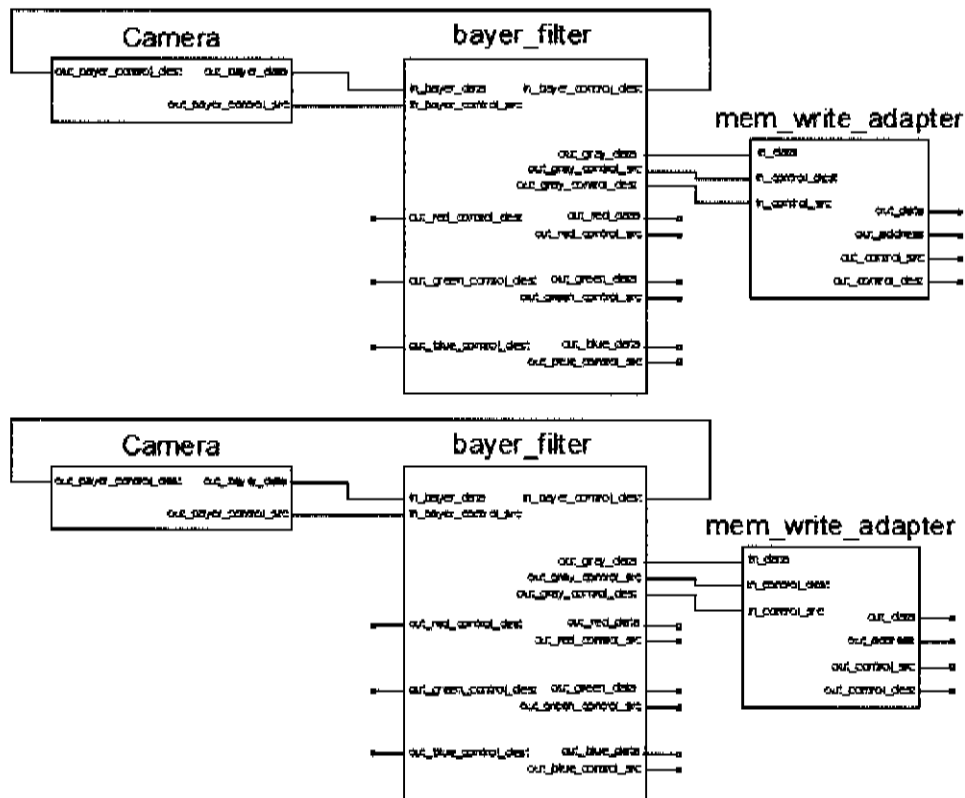 Camera
bayer_filter
out_bayer_control_dest out_bayer_data
out_bayer_control_src
in_bayer_data in_bayer_control_dest
in_bayer_control_src
mem_write_adapter
out_gray_data
out_gray_control_src
out_gray_control_dest
in_data
in_control_dest
in_control_src
out_data
out_address
out_control_src
out_control_dest
out_red_control_dest out_red_data
out_red_control_src
out_green_control_dest out_green_data
out_green_control_src
out_blue_control_dest out_blue_data
out_blue_control_src
Camera
bayer_filter
out_bayer_control_dest out_bayer_data
out_bayer_control_src
in_bayer_data in_bayer_control_dest
in_bayer_control_src
mem_write_adapter
out_gray_data
out_gray_control_src
out_gray_control_dest
in_data
in_control_dest
in_control_src
out_data
out_address
out_control_src
out_control_dest
out_red_control_dest out_red_data
out_red_control_src
out_green_control_dest out_green_data
out_green_control_src
out_blue_control_dest out_blue_data
out_blue_control_src